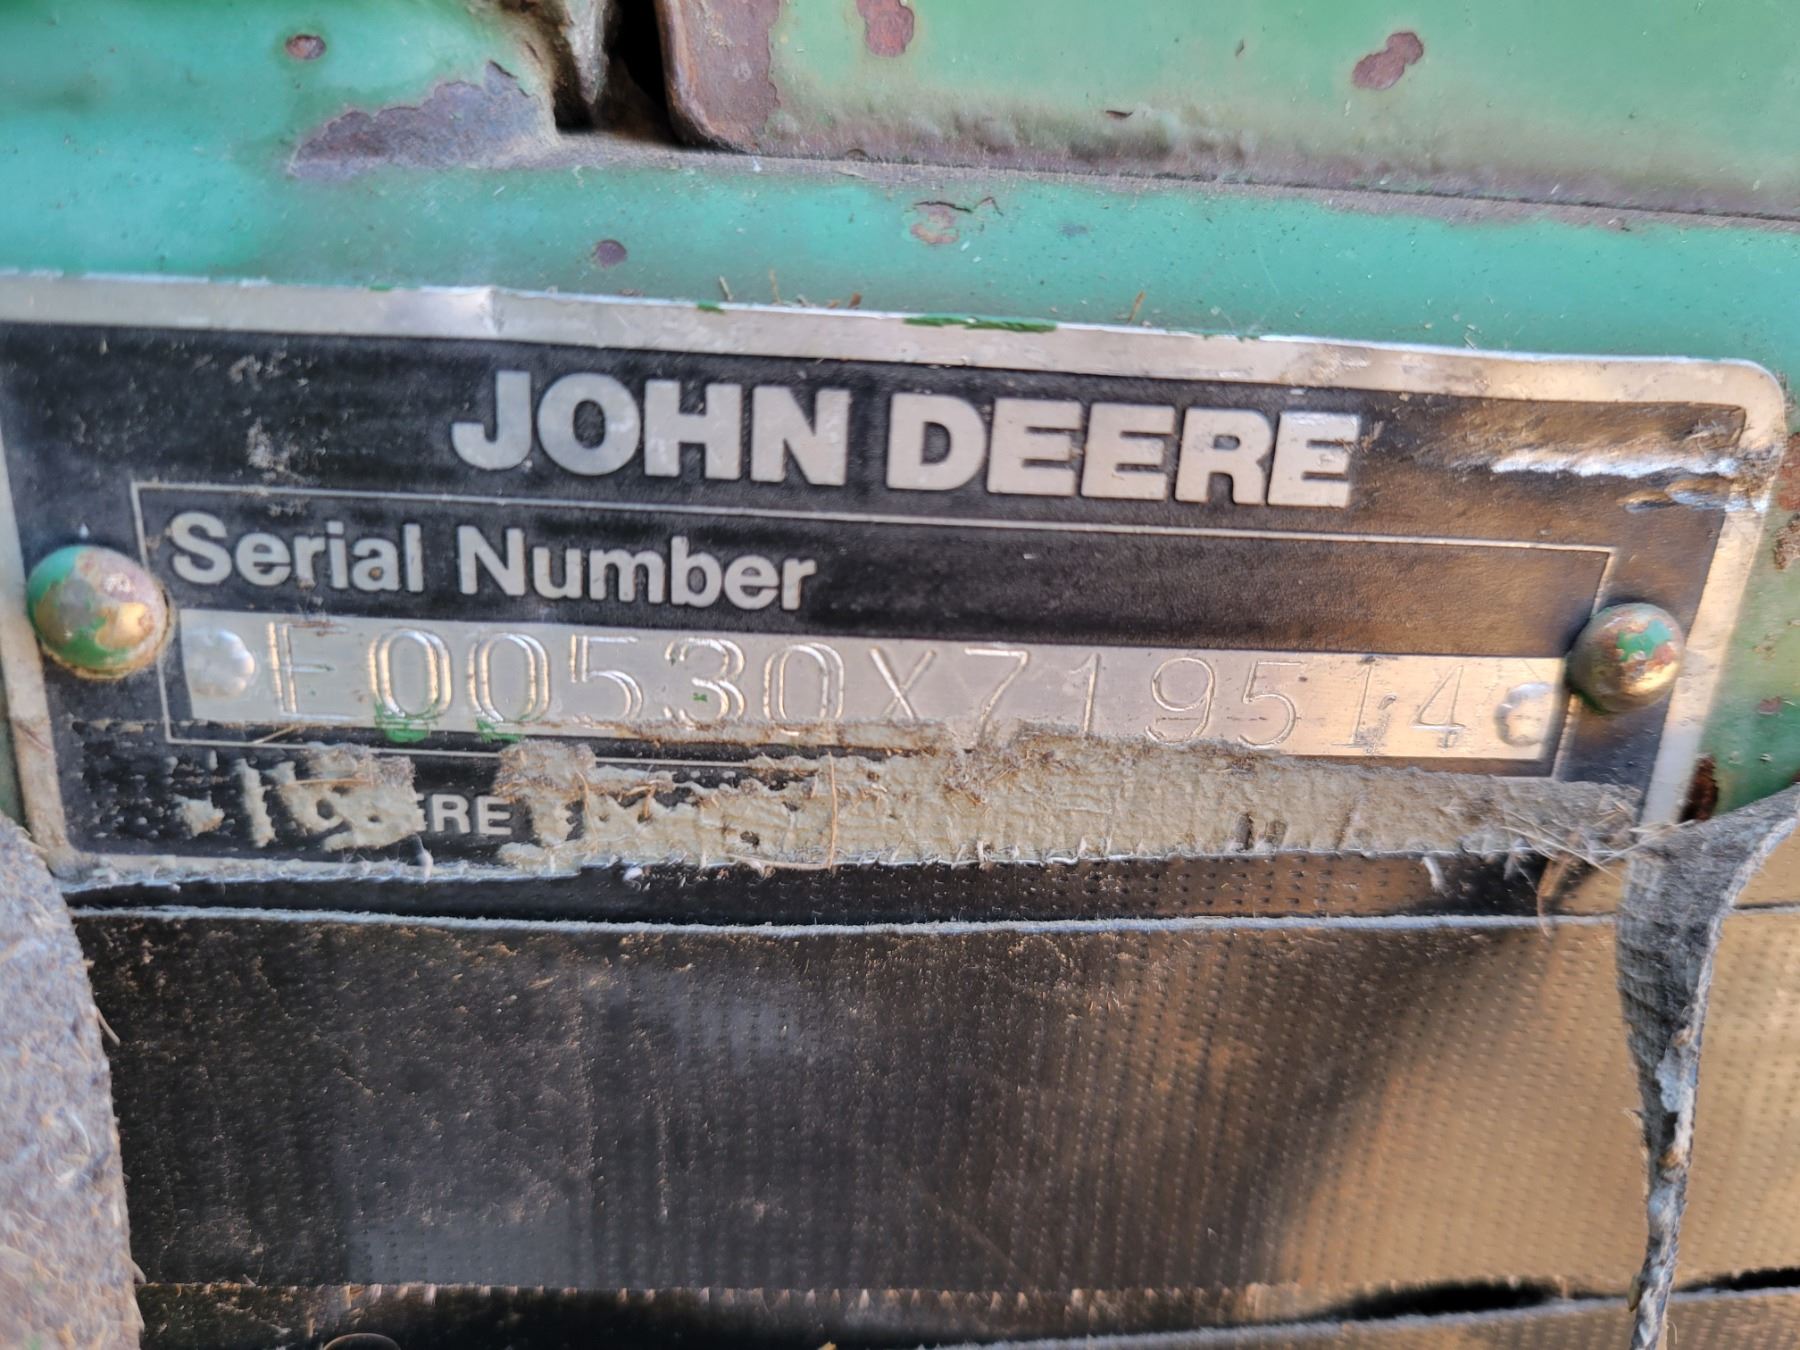 JOHN DEERE
Serial Number
E00530X719514